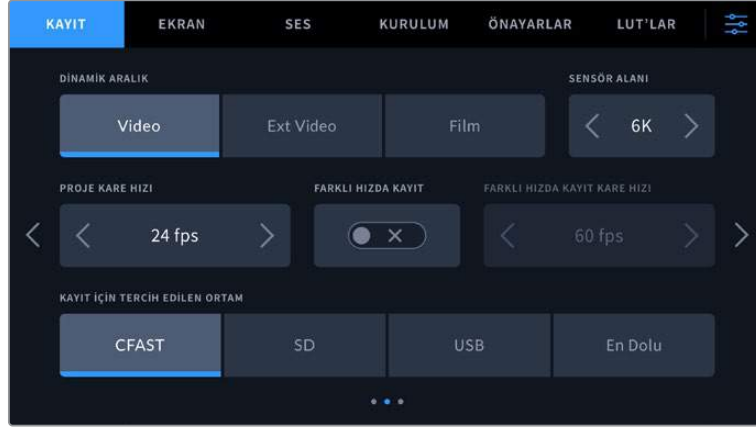 KAYIT EKRAN SES KURULUM ÖNAYARLAR LUT’LAR
DİNAMİK ARALIK SENSÖR ALANI
Video Ext Video Film 6K
PROJE KARE HIZI FARKLI HIZDA KAYIT FARKLI HIZDA KAYIT KARE HIZI
24 fps 60 fps
KAYIT İÇİN TERCİH EDİLEN ORTAM
CFAST SD USB En Dolu